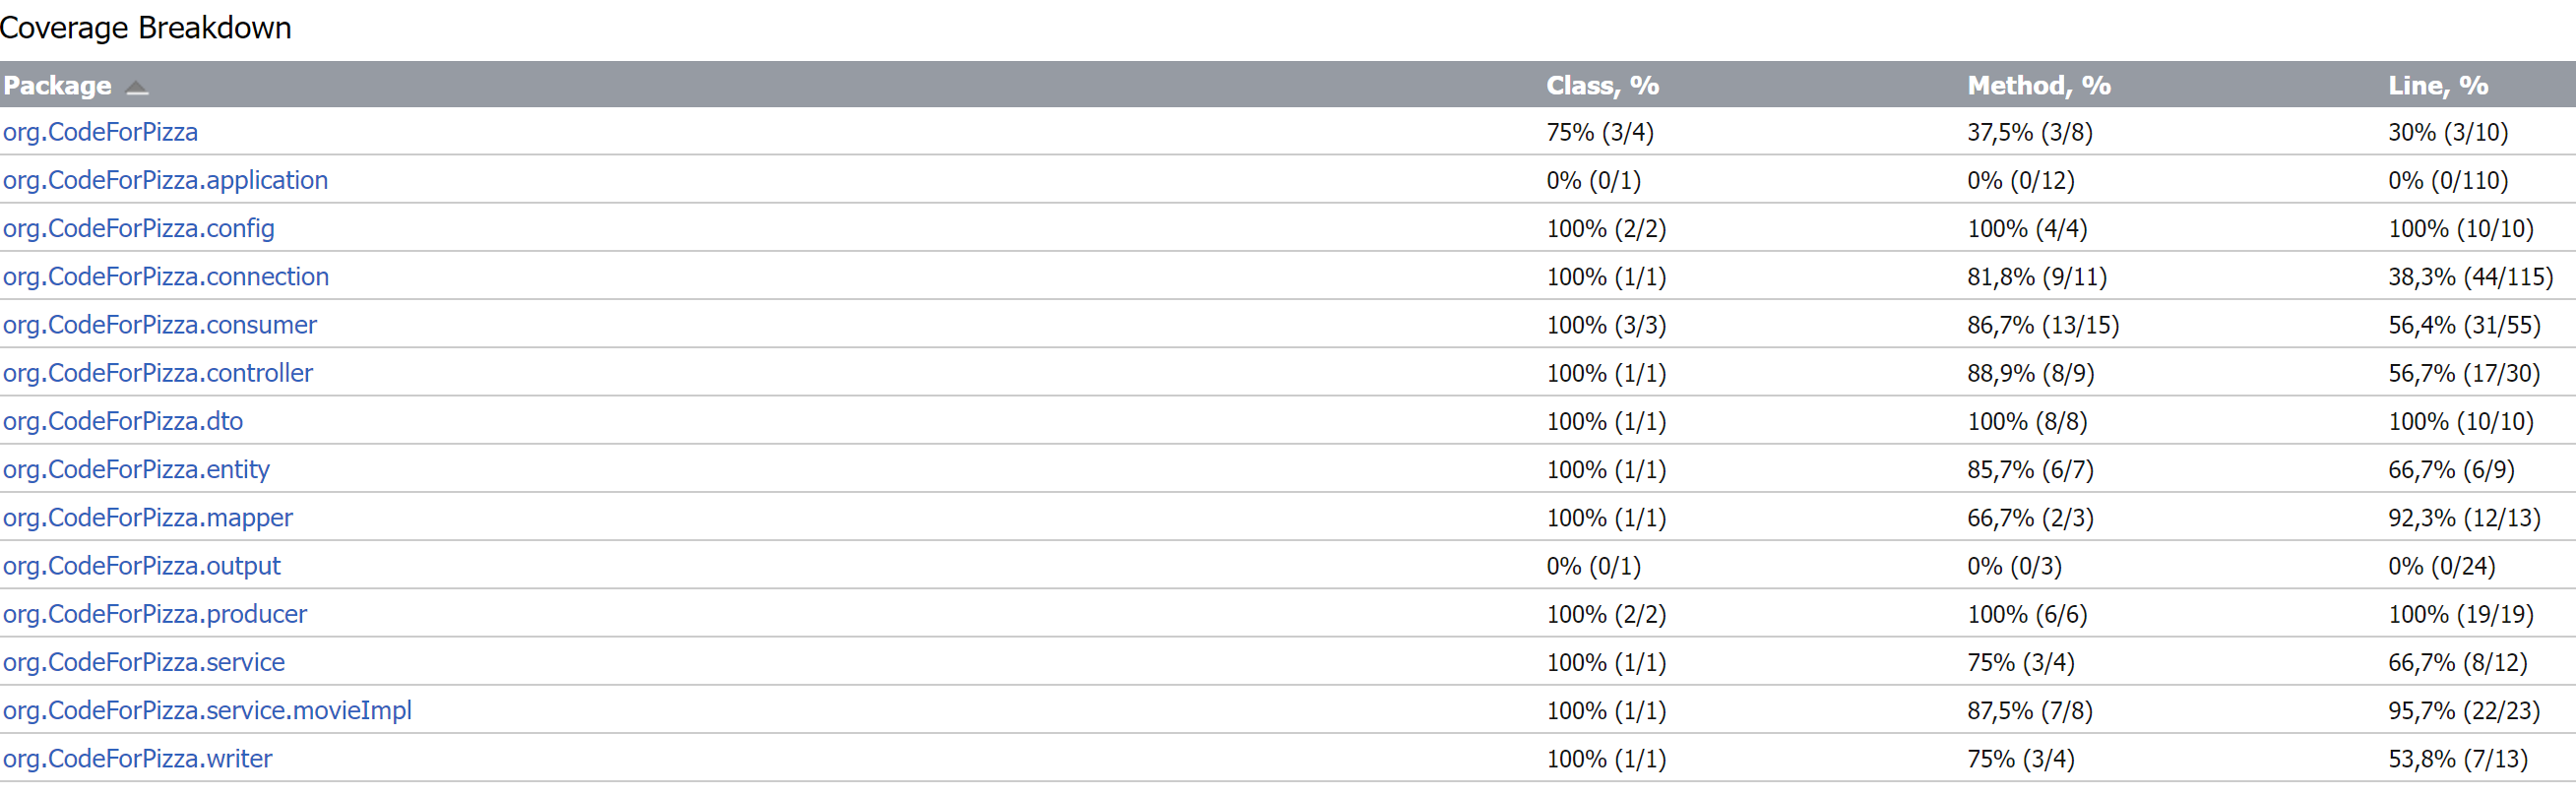 Coverage Breakdown
Package Class, % Method, % Line, %
org.CodeForPizza 75% (3/4) 37,5% (3/8) 30% (3/10)
org.CodeForPizza.application 0% (0/1) 0% (0/12) 0% (0/110)
org.CodeForPizza.config 100% (2/2) 100% (4/4) 100% (10/10)
org.CodeForPizza.connection 100% (1/1) 81,8% (9/11) 38,3% (44/115)
org.CodeForPizza.consumer 100% (3/3) 86,7% (13/15) 56,4% (31/55)
org.CodeForPizza.controller 100% (1/1) 88,9% (8/9) 56,7% (17/30)
org.CodeForPizza.dto 100% (1/1) 100% (8/8) 100% (10/10)
org.CodeForPizza.entity 100% (1/1) 85,7% (6/7) 66,7% (6/9)
org.CodeForPizza.mapper 100% (1/1) 66,7% (2/3) 92,3% (12/13)
org.CodeForPizza.output 0% (0/1) 0% (0/3) 0% (0/24)
org.CodeForPizza.producer 100% (2/2) 100% (6/6) 100% (19/19)
org.CodeForPizza.service 100% (1/1) 75% (3/4) 66,7% (8/12)
org.CodeForPizza.service.movieImpl 100% (1/1) 87,5% (7/8) 95,7% (22/23)
org.CodeForPizza.writer 100% (1/1) 75% (3/4) 53,8% (7/13)